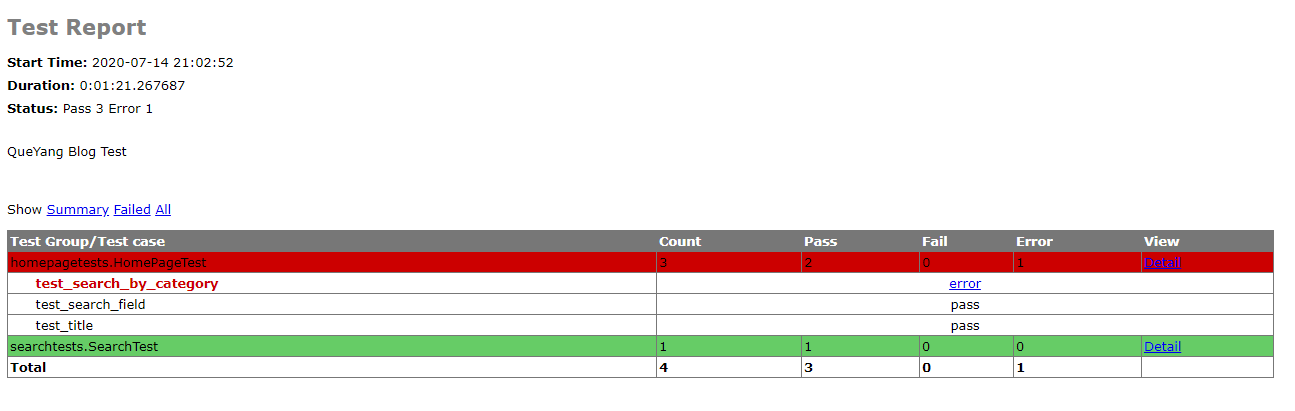 Test Report
Start Time: 2020-07-14 21:02:52
Duration: 0:01:21.267687
Status: Pass 3 Error 1
QueYang Blog Test
Show Summary Failed All
Test Group/Test case Count Pass Fail Error View
homepagetests.HomePageTest 3 2 0 1 Detail
test_search_by_category error
test_search_field pass
test_title pass
searchtests.SearchTest 1 1 0 0 Detail
Total 4 3 0 1